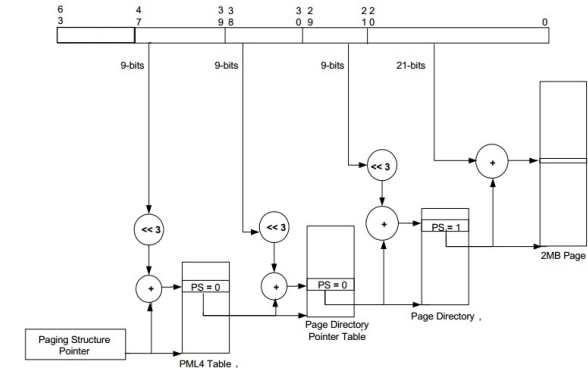 6 4 3 3 3 2 2 2
3 7 9 8 0 9 1 0 0
9-bits 9-bits 9-bits 21-bits
<< 3
<< 3 << 3
+
+
PS = 1
+ PS = 0 + PS = 0
2MB Page
Page Directory
Pointer Table
Page Directory
Paging Structure
Pointer
PML4 Table